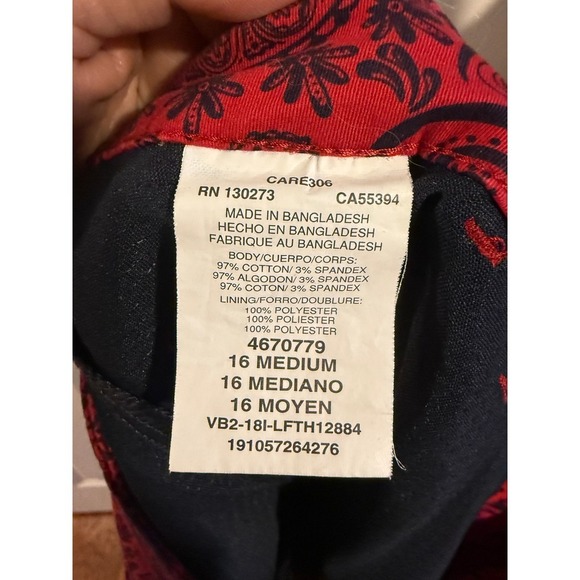 CARE306
RN 130273 CA55394
MADE IN BANGLADESH
HECHO EN BANGLADESH
FABRIQUE AU BANGLADESH
BODY/CUERPO/CORPS:
97% COTTON/ 3% SPANDEX
97% ALGODON/ 3% SPANDEX
97% COTON/ 3% SPANDEX
LINING/FORRO/DOUBLURE:
100% POLYESTER
100% POLIESTER
100% POLYESTER
4670779
16 MEDIUM
16 MEDIANO
16 MOYEN
VB2-18I-LFTH12884
191057264276